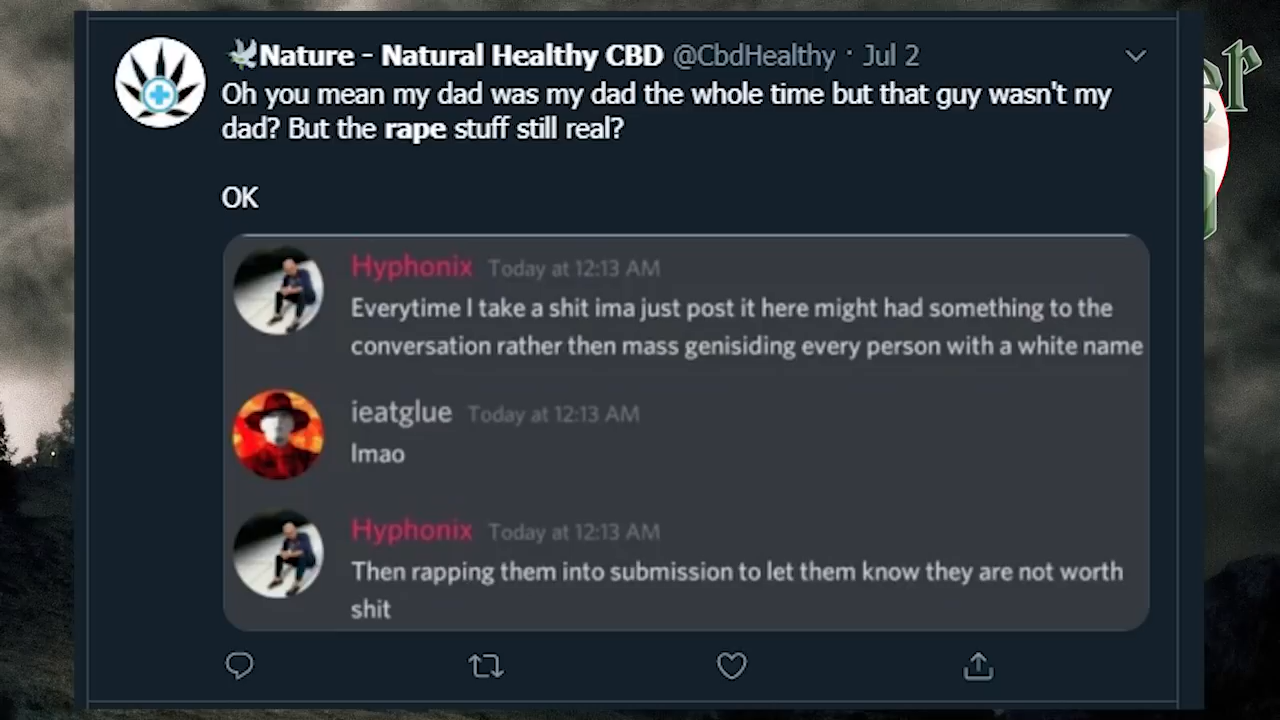 🕊Nature - Natural Healthy CBD @CbdHealthy · Jul 2
Oh you mean my dad was my dad the whole time but that guy wasn't my
dad? But the rape stuff still real?
OK
Hyphonix Today at 12:13 AM
Everytime I take a shit ima just post it here might had something to the
conversation rather then mass genisiding every person with a white name
ieatglue Today at 12:13 AM
lmao
Hyphonix Today at 12:13 AM
Then rapping them into submission to let them know they are not worth
shit
er